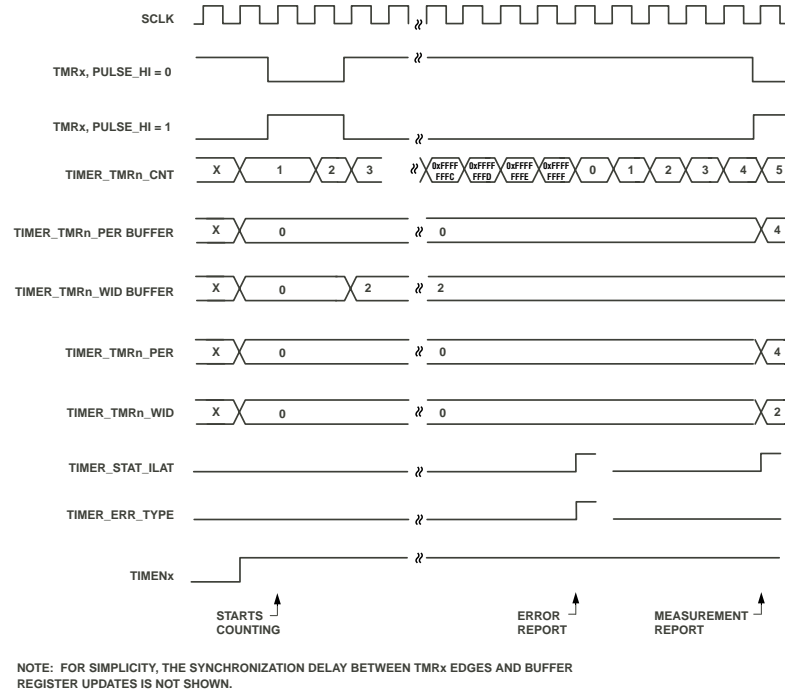 SCLK
TMRx, PULSE_HI = 0
TMRx, PULSE_HI = 1
TIMER_TMRn_CNT X 1 2 3 0xFFFF FFFC 0xFFFF FFFD 0xFFFF FFFE 0xFFFF FFFF 0 1 2 3 4 5
TIMER_TMRn_PER BUFFER X 0 0 4
TIMER_TMRn_WID BUFFER X 0 2 2
TIMER_TMRn_PER X 0 0 4
TIMER_TMRn_WID X 0 0 2
TIMER_STAT_ILAT
TIMER_ERR_TYPE
TIMENx
STARTS COUNTING
ERROR REPORT
MEASUREMENT REPORT
NOTE: FOR SIMPLICITY, THE SYNCHRONIZATION DELAY BETWEEN TMRx EDGES AND BUFFER
REGISTER UPDATES IS NOT SHOWN.